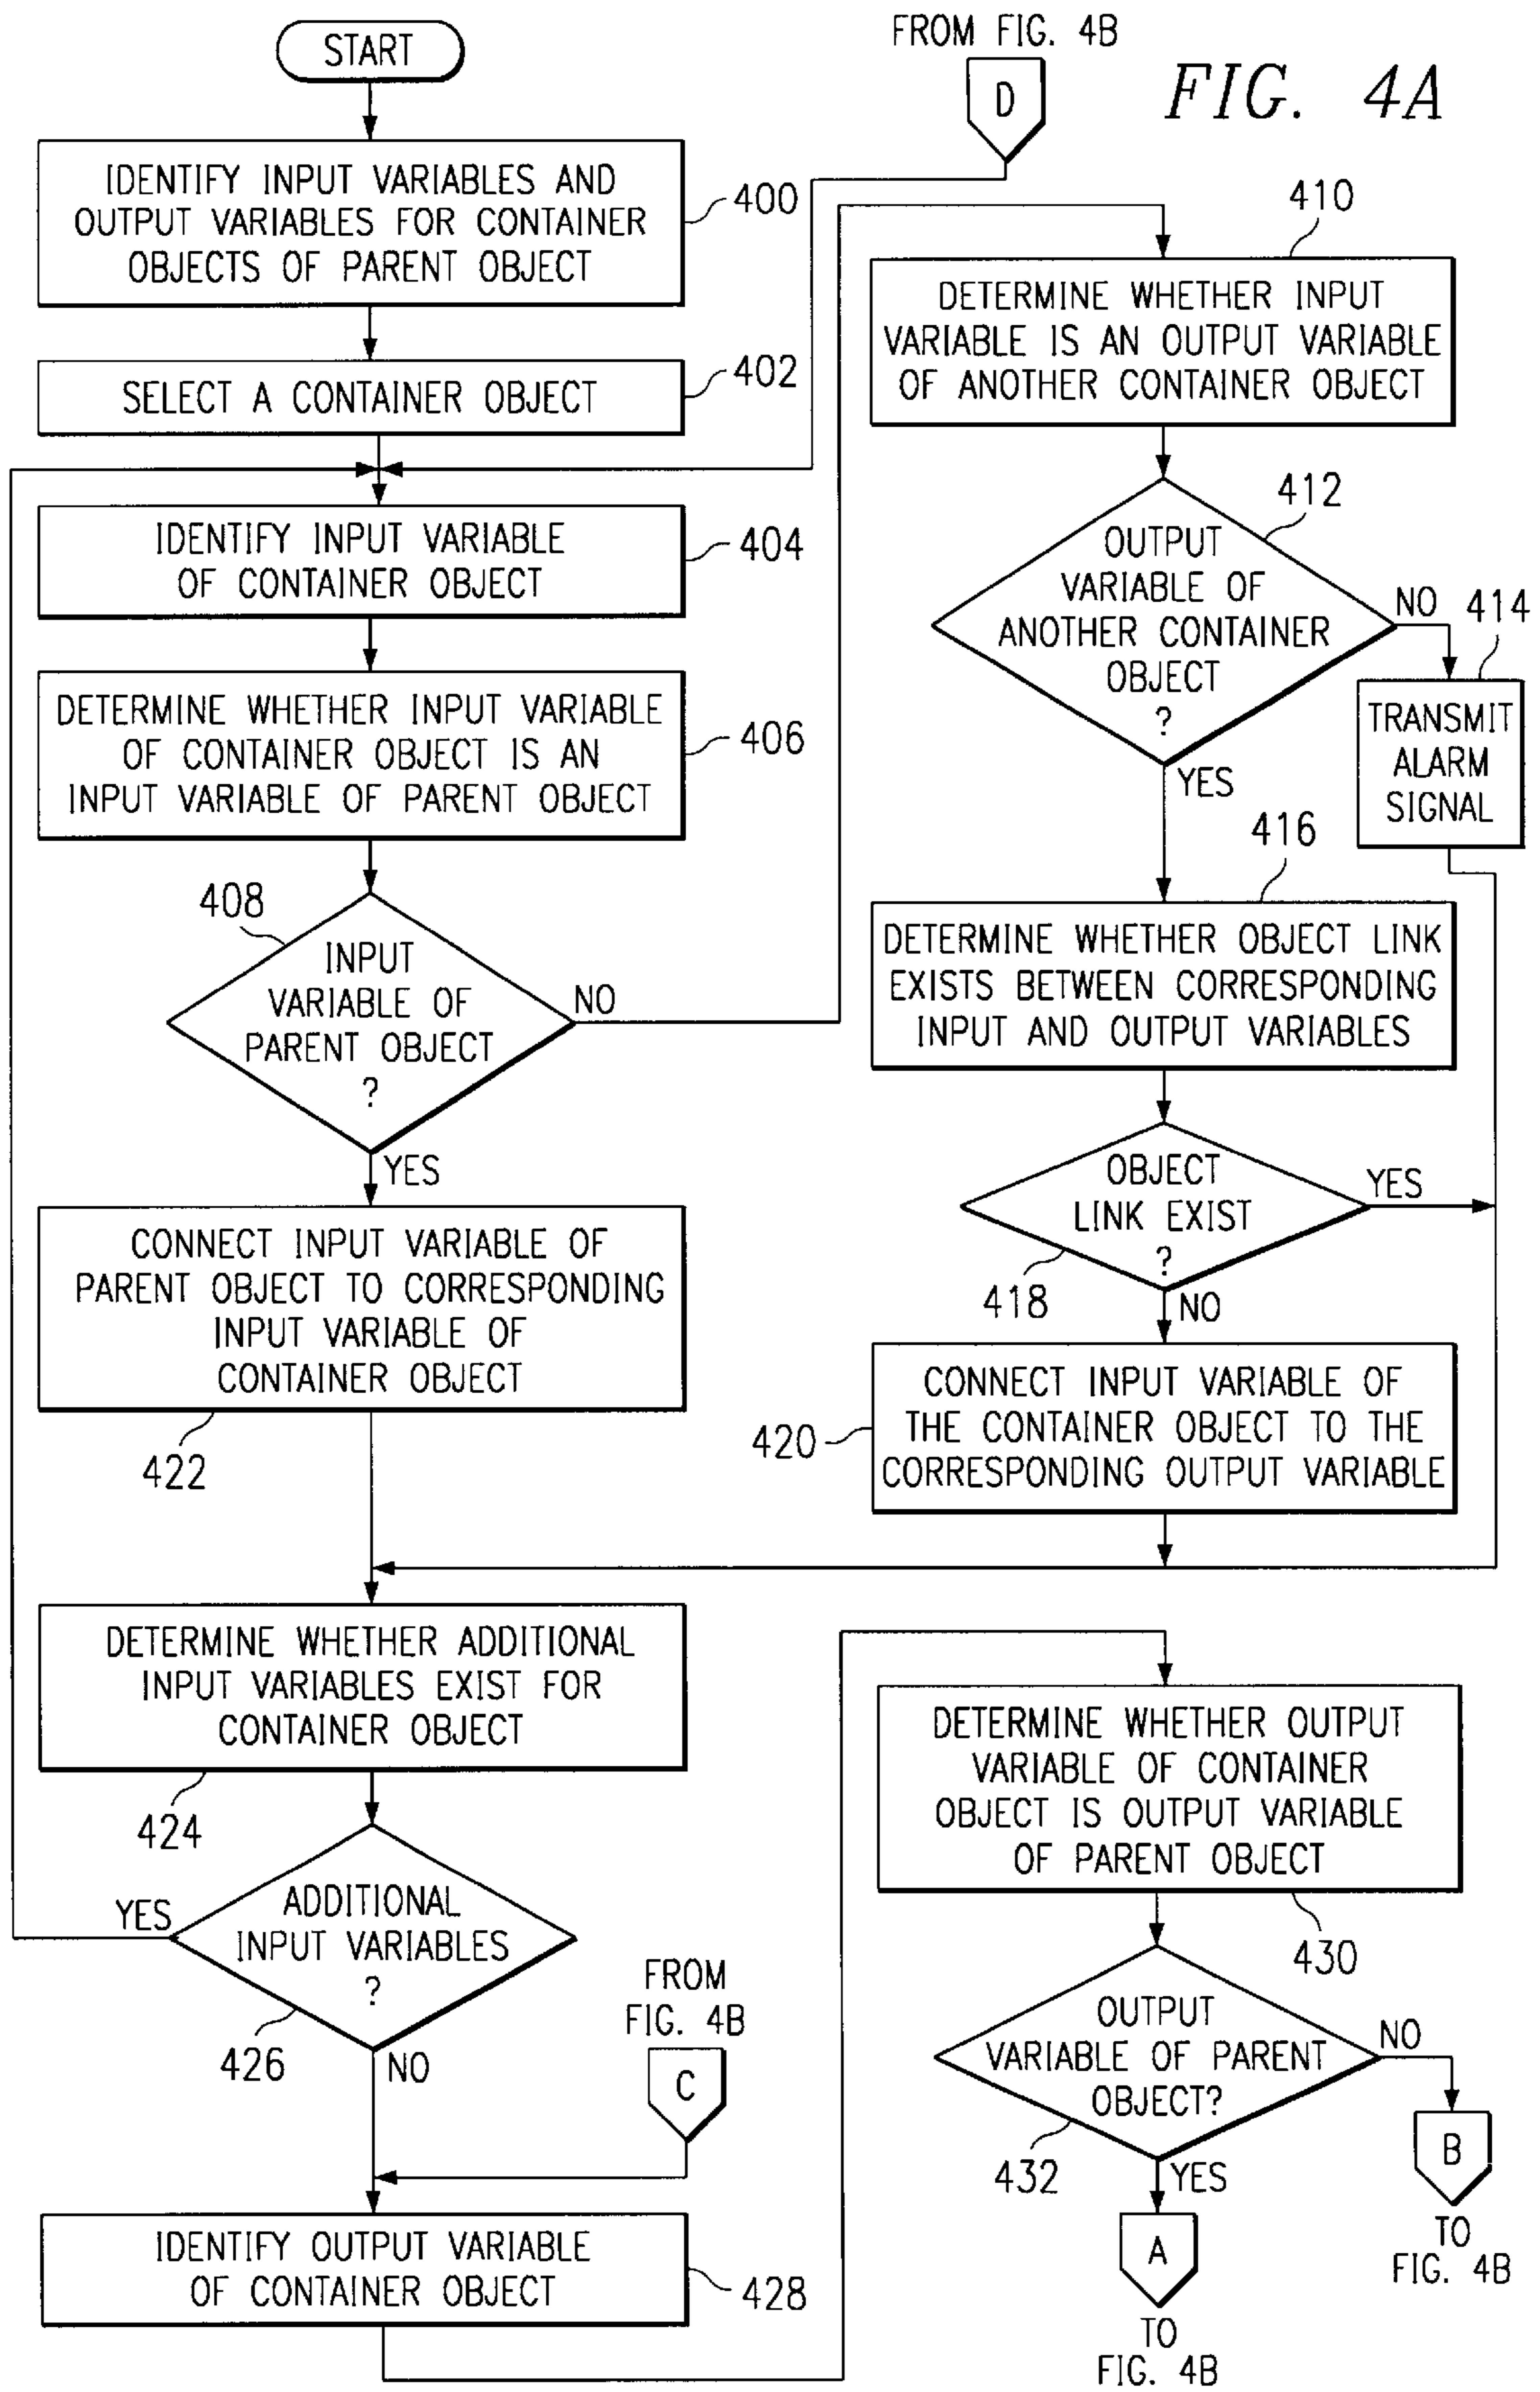 START
IDENTIFY INPUT VARIABLES AND
OUTPUT VARIABLES FOR CONTAINER
OBJECTS OF PARENT OBJECT
400
SELECT A CONTAINER OBJECT
402
IDENTIFY INPUT VARIABLE
OF CONTAINER OBJECT
404
DETERMINE WHETHER INPUT VARIABLE
OF CONTAINER OBJECT IS AN
INPUT VARIABLE OF PARENT OBJECT
406
408
INPUT
VARIABLE OF
PARENT OBJECT
?
NO
YES
CONNECT INPUT VARIABLE OF
PARENT OBJECT TO CORRESPONDING
INPUT VARIABLE OF
CONTAINER OBJECT
422
DETERMINE WHETHER ADDITIONAL
INPUT VARIABLES EXIST FOR
CONTAINER OBJECT
424
YES
ADDITIONAL
INPUT VARIABLES
?
426
NO
FROM
FIG. 4B
C
IDENTIFY OUTPUT VARIABLE
OF CONTAINER OBJECT
428
FROM FIG. 4B
D
FIG. 4A
410
DETERMINE WHETHER INPUT
VARIABLE IS AN OUTPUT VARIABLE
OF ANOTHER CONTAINER OBJECT
412
OUTPUT
VARIABLE OF
ANOTHER CONTAINER
OBJECT
?
NO
414
TRANSMIT
ALARM
SIGNAL
YES
416
DETERMINE WHETHER OBJECT LINK
EXISTS BETWEEN CORRESPONDING
INPUT AND OUTPUT VARIABLES
OBJECT
LINK EXIST
?
YES
418
NO
CONNECT INPUT VARIABLE OF
THE CONTAINER OBJECT TO THE
CORRESPONDING OUTPUT VARIABLE
420
DETERMINE WHETHER OUTPUT
VARIABLE OF CONTAINER
OBJECT IS OUTPUT VARIABLE
OF PARENT OBJECT
430
OUTPUT
VARIABLE OF PARENT
OBJECT?
NO
432
YES
B
TO
FIG. 4B
A
TO
FIG. 4B